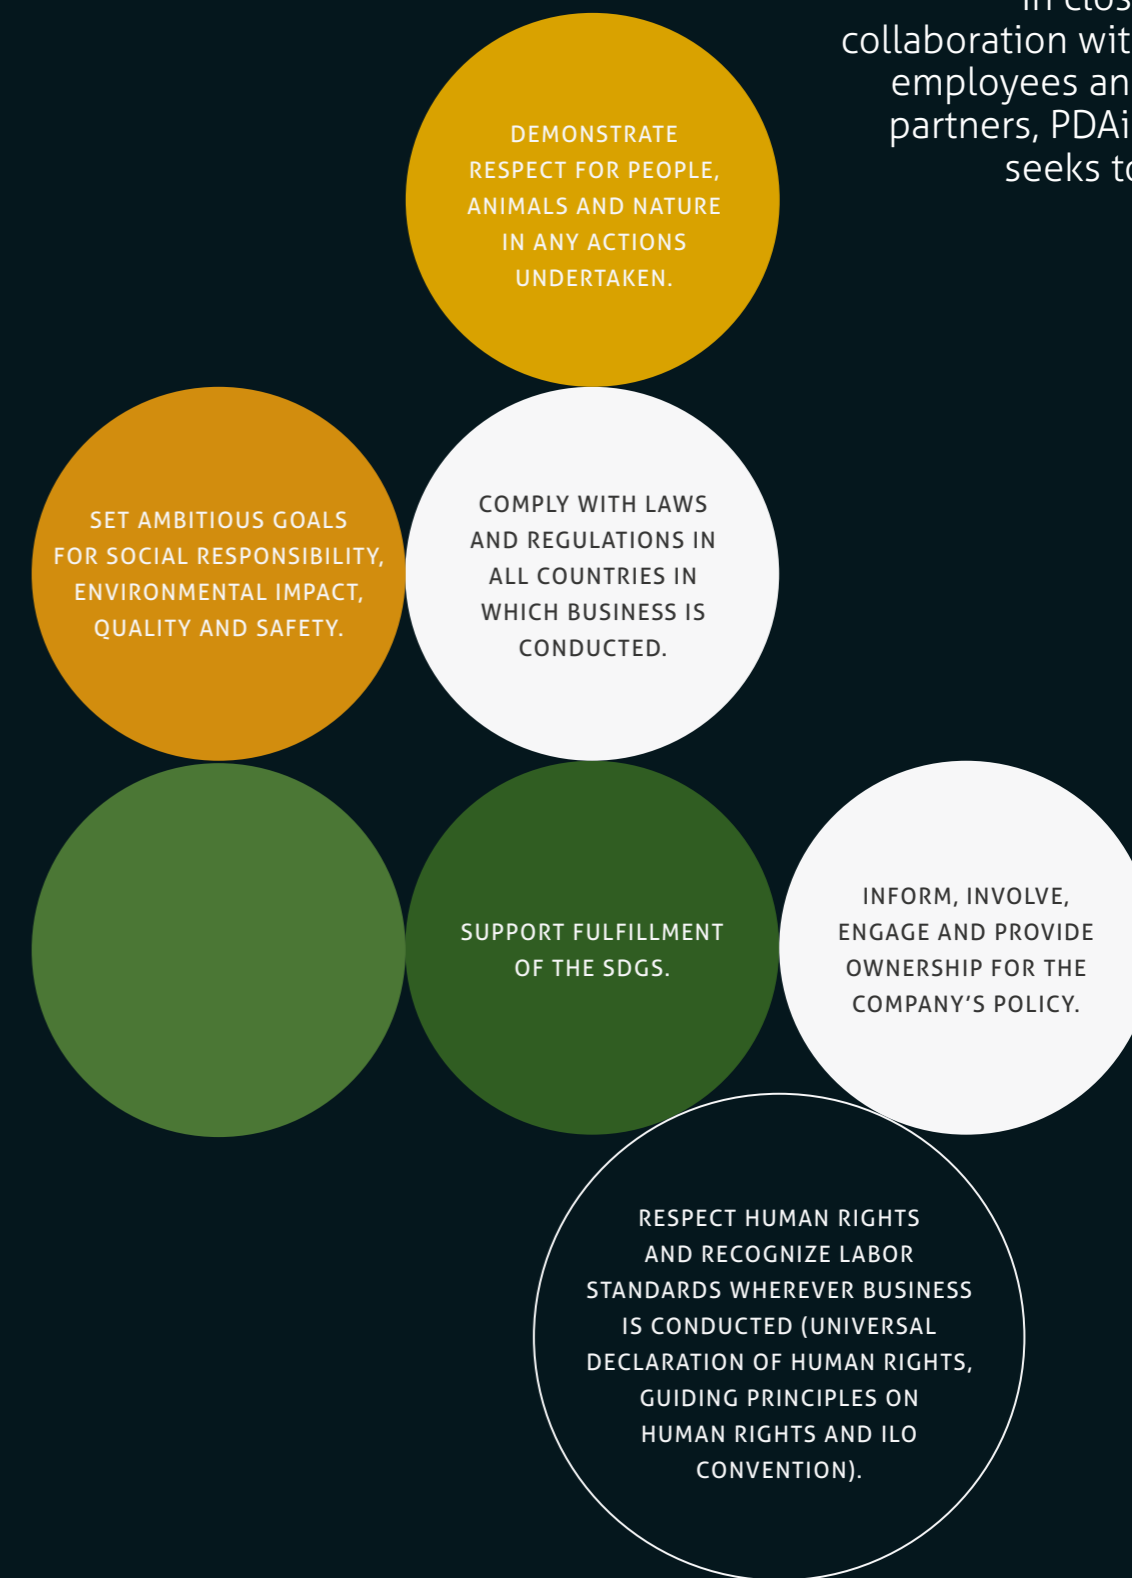 collaboration
employees
partners,
seeks
DEMONSTRATE
RESPECT FOR PEOPLE,
ANIMALS AND NATURE
IN ANY ACTIONS
UNDERTAKEN.
SET AMBITIOUS GOALS
FOR SOCIAL RESPONSIBILITY,
ENVIRONMENTAL IMPACT,
QUALITY AND SAFETY.
COMPLY WITH LAWS
AND REGULATIONS IN
ALL COUNTRIES IN
WHICH BUSINESS IS
CONDUCTED.
SUPPORT FULFILLMENT
OF THE SDGS.
INFORM, INVOLVE,
ENGAGE AND PROVIDE
OWNERSHIP FOR THE
COMPANY’S POLICY.
RESPECT HUMAN RIGHTS
AND RECOGNIZE LABOR
STANDARDS WHEREVER BUSINESS
IS CONDUCTED (UNIVERSAL
DECLARATION OF HUMAN RIGHTS,
GUIDING PRINCIPLES ON
HUMAN RIGHTS AND ILO
CONVENTION).